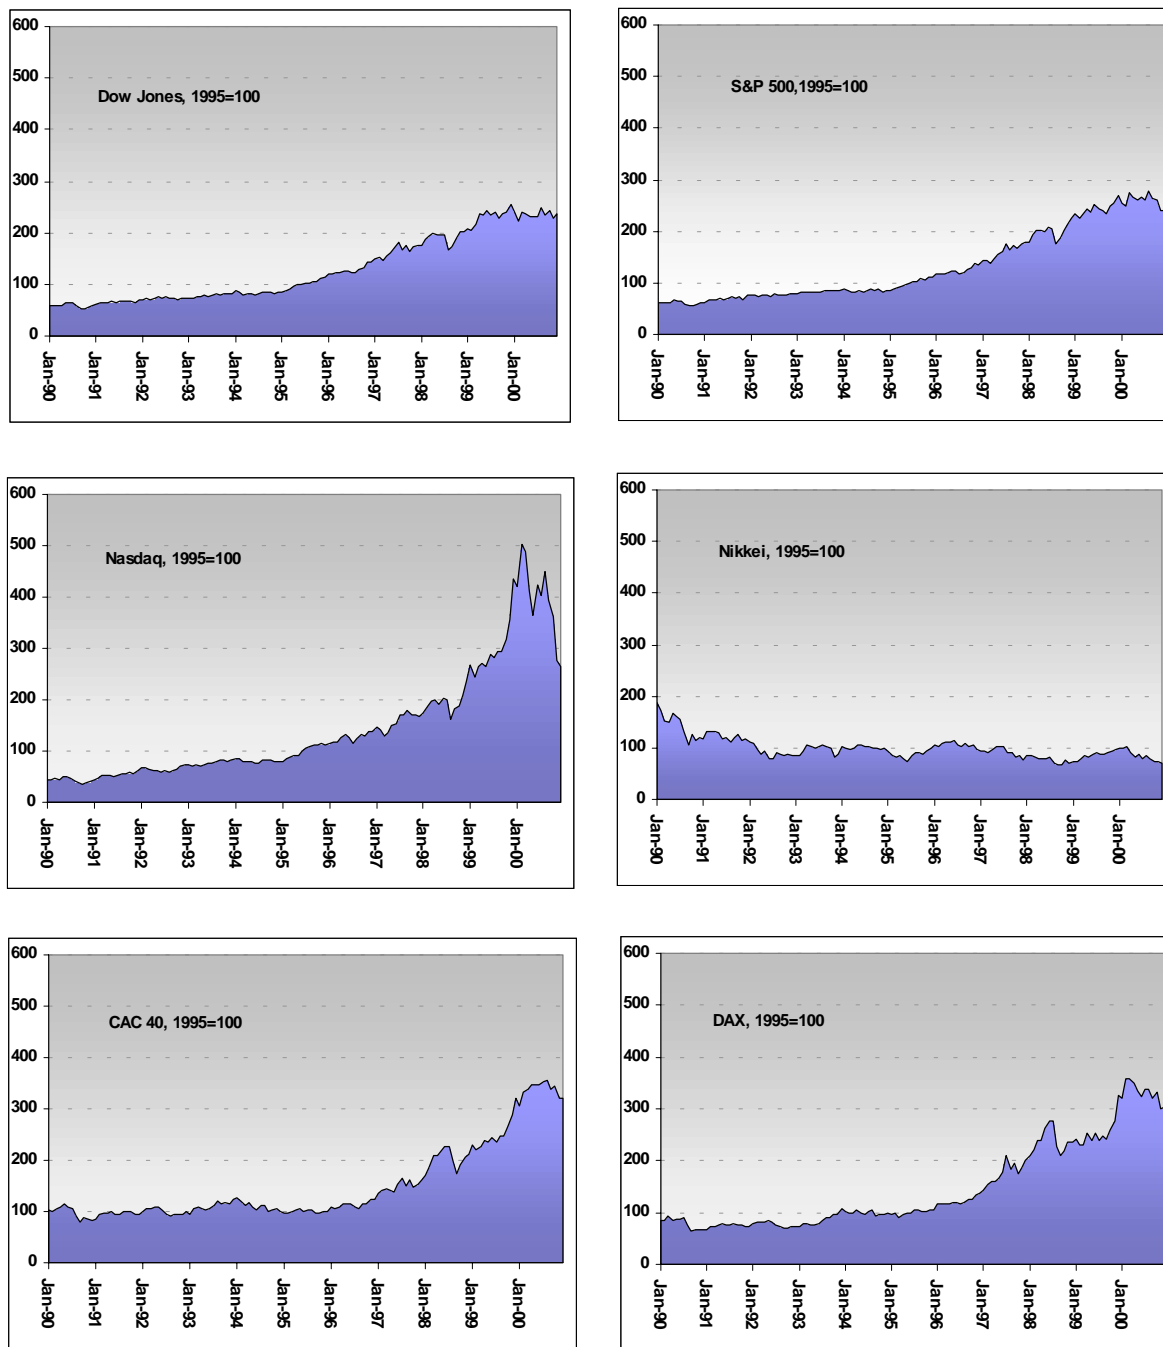 600
500
400
300
200
100
0
Dow Jones, 1995=100
Jan-90
Jan-91
Jan-92
Jan-93
Jan-94
Jan-95
Jan-96
Jan-97
Jan-98
Jan-99
Jan-00
600
500
400
300
200
100
0
S&P 500,1995=100
Jan-90
Jan-91
Jan-92
Jan-93
Jan-94
Jan-95
Jan-96
Jan-97
Jan-98
Jan-99
Jan-00
600
500
400
300
200
100
0
Nasdaq, 1995=100
Jan-90
Jan-91
Jan-92
Jan-93
Jan-94
Jan-95
Jan-96
Jan-97
Jan-98
Jan-99
Jan-00
600
500
400
300
200
100
0
Nikkei, 1995=100
Jan-90
Jan-91
Jan-92
Jan-93
Jan-94
Jan-95
Jan-96
Jan-97
Jan-98
Jan-99
Jan-00
600
500
400
300
200
100
0
CAC 40, 1995=100
Jan-90
Jan-91
Jan-92
Jan-93
Jan-94
Jan-95
Jan-96
Jan-97
Jan-98
Jan-99
Jan-00
600
500
400
300
200
100
0
DAX, 1995=100
Jan-90
Jan-91
Jan-92
Jan-93
Jan-94
Jan-95
Jan-96
Jan-97
Jan-98
Jan-99
Jan-00